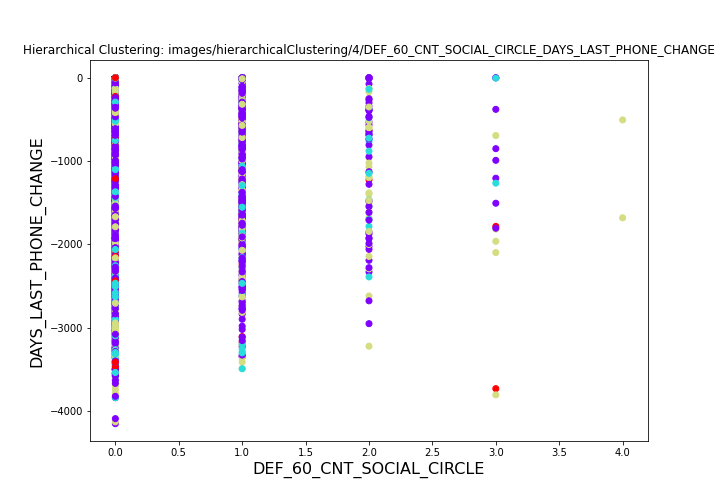 Hierarchical Clustering: images/hierarchicalClustering/4/DEF_60_CNT_SOCIAL_CIRCLE_DAYS_LAST_PHONE_CHANGE
0
−1000
−2000
−3000
−4000
DAYS_LAST_PHONE_CHANGE
0.0 0.5 1.0 1.5 2.0 2.5 3.0 3.5 4.0
DEF_60_CNT_SOCIAL_CIRCLE